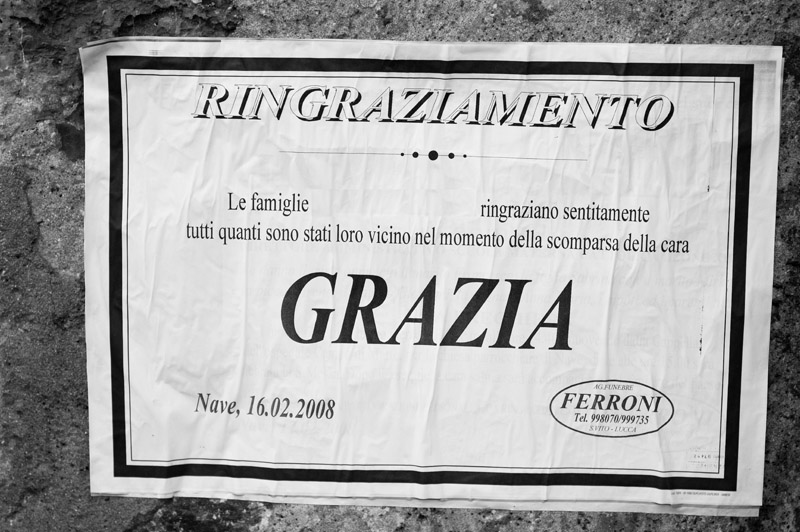 RINGRAZIAMENTO
Le famiglie ringraziano sentitamente
tutti quanti sono stati loro vicino nel momento della scomparsa della cara
GRAZIA
Nave, 16.02.2008
AG.FUNEBRE
FERRONI
Tel. 998070/999735
S.VITO - LUCCA